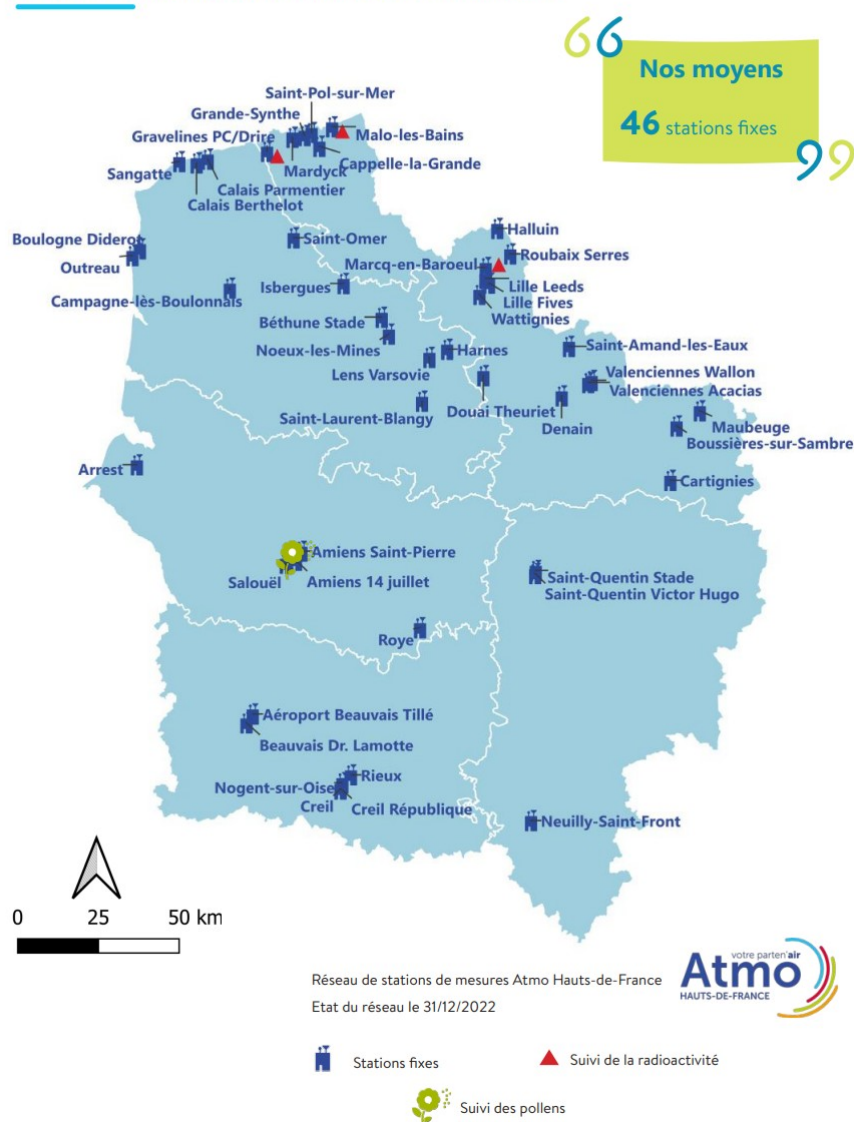 Nos moyens
46 stations fixes
Saint-Pol-sur-Mer
Grande-Synthe
Gravelines PC/Drire
Malo-les-Bains
Mardyck
Cappelle-la-Grande
Sangatte
Calais Parmentier
Calais Berthelot
Halluin
Boulogne Diderot
Saint-Omer
Roubaix Serres
Outreau
Marcq-en-Baroeul
Isbergues
Lille Leeds
Campagne-lès-Boulonnais
Lille Fives
Wattignies
Béthune Stade
Noeux-les-Mines
Harnes
Saint-Amand-les-Eaux
Lens Varsovie
Valenciennes Wallon
Valenciennes Acacias
Saint-Laurent-Blangy
Douai Theuriet
Denain
Maubeuge
Boussières-sur-Sambre
Arrest
Cartignies
Amiens Saint-Pierre
Salouël
Amiens 14 juillet
Saint-Quentin Stade
Saint-Quentin Victor Hugo
Roye
Aéroport Beauvais Tillé
Beauvais Dr. Lamotte
Rieux
Nogent-sur-Oise
Creil
Creil République
Neuilly-Saint-Front
0 25 50 km
votre parten'air
Atmo
HAUTS-DE-FRANCE
Réseau de stations de mesures Atmo Hauts-de-France
Etat du réseau le 31/12/2022
Stations fixes
Suivi de la radioactivité
Suivi des pollens